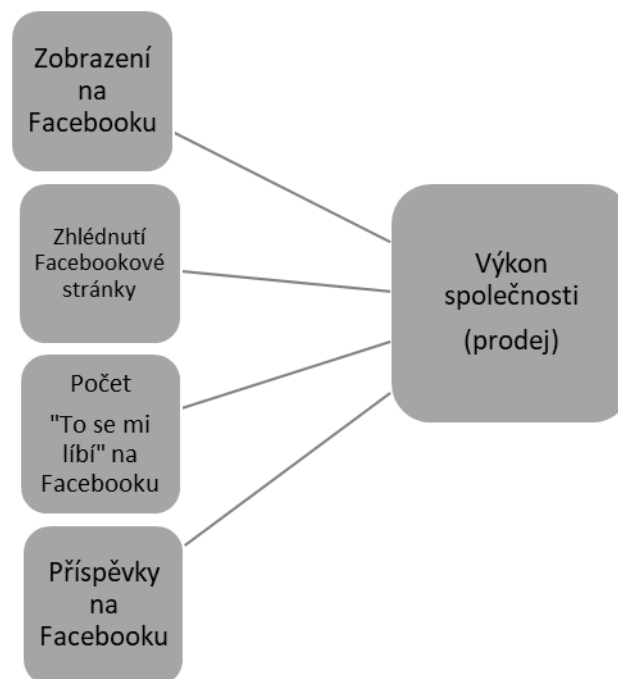 Zobrazení
na
Facebooku
Zhlédnutí
Facebookové
stránky
Počet
"To se mi
líbí" na
Facebooku
Příspěvky
na
Facebooku
Výkon
společnosti
(prodej)